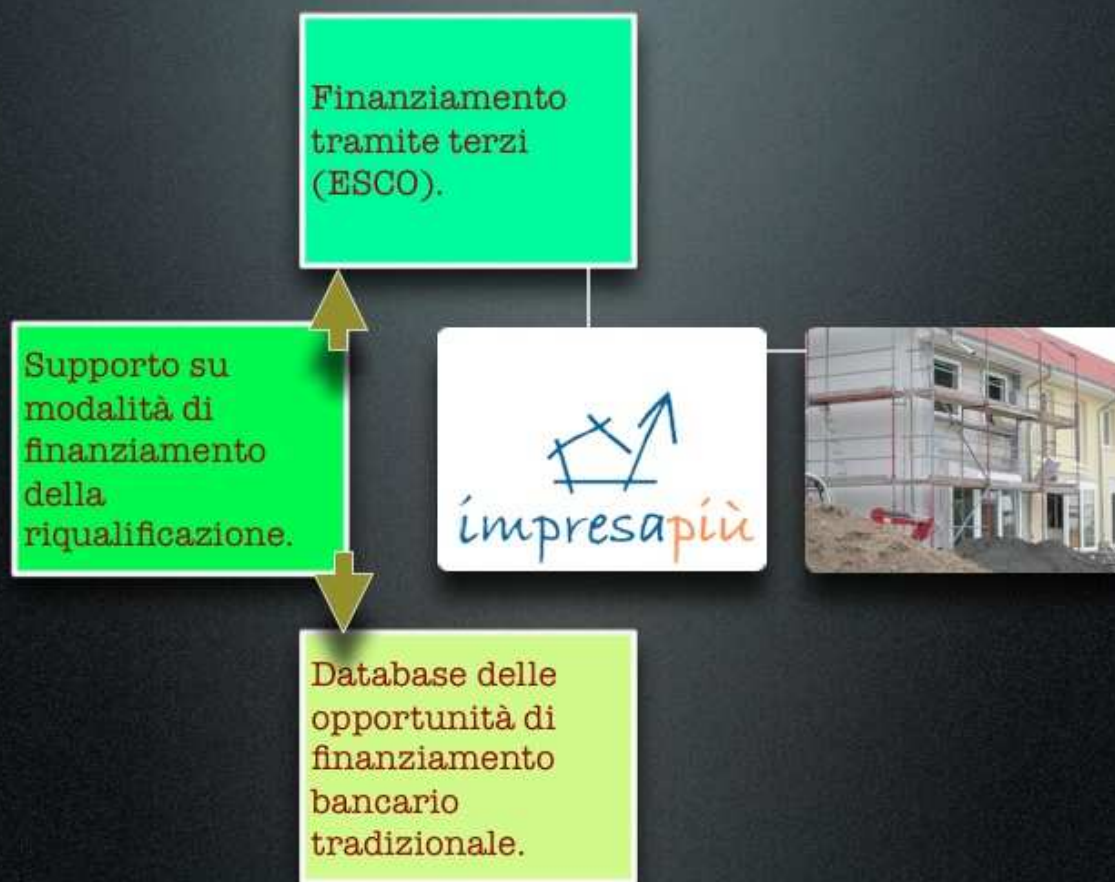 Finanziamento
tramite terzi
(ESCO).
Supporto su
modalità di
finanziamento
della
riqualificazione.
impresapiù
Database delle
opportunità di
finanziamento
bancario
tradizionale.